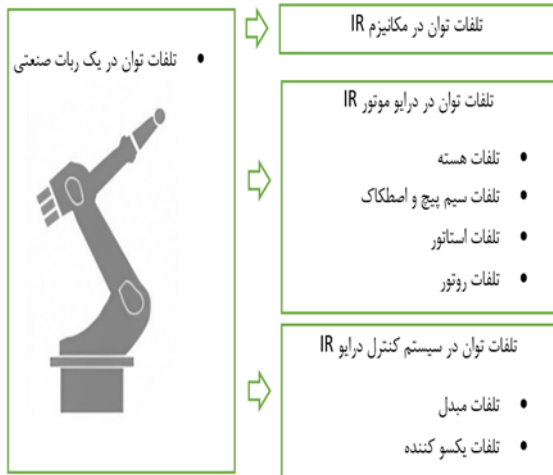 تلفات توان در یک ربات صنعتی
تلفات توان در مکانیزم IR
تلفات توان در درایو موتور IR
تلفات هسته
تلفات سیم پیچ و اصطکاک
تلفات استاتور
تلفات روتور
تلفات توان در سیستم کنترل درایو IR
تلفات مبدل
تلفات یکسو کننده